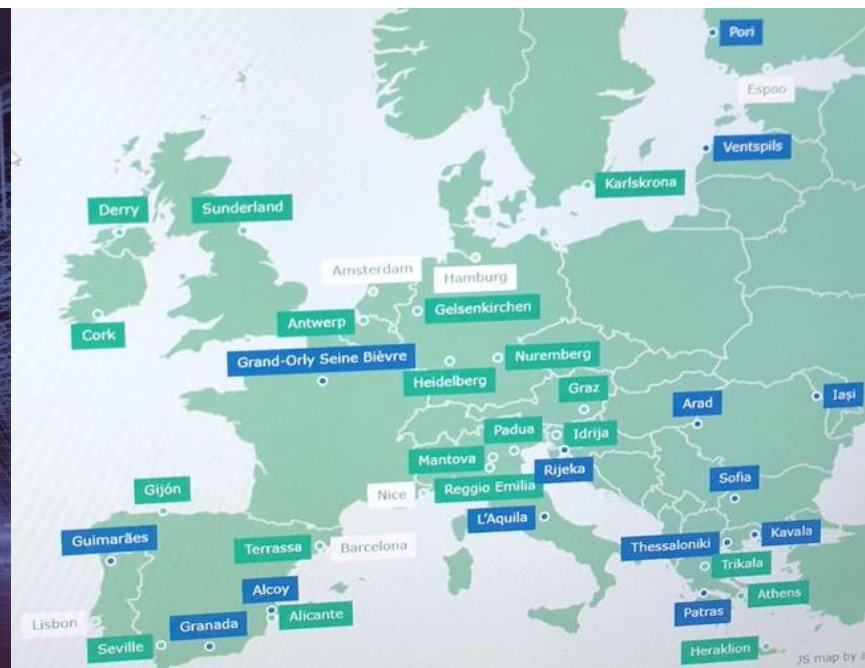 Pori
Espoo
Ventspils
Karlskrona
Derry
Sunderland
Amsterdam
Hamburg
Gelsenkirchen
Antwerp
Cork
Grand-Orly Seine Bièvre
Nuremberg
Heidelberg
Graz
Iași
Arad
Padua
Idrija
Mantova
Rijeka
Sofia
Nice
Reggio Emilia
Gijón
L'Aquila
Guimarães
Thessaloniki
Kavala
Terrassa
Barcelona
Trikala
Alcoy
Athens
Lisbon
Granada
Alicante
Patras
Seville
Heraklion
JS map by